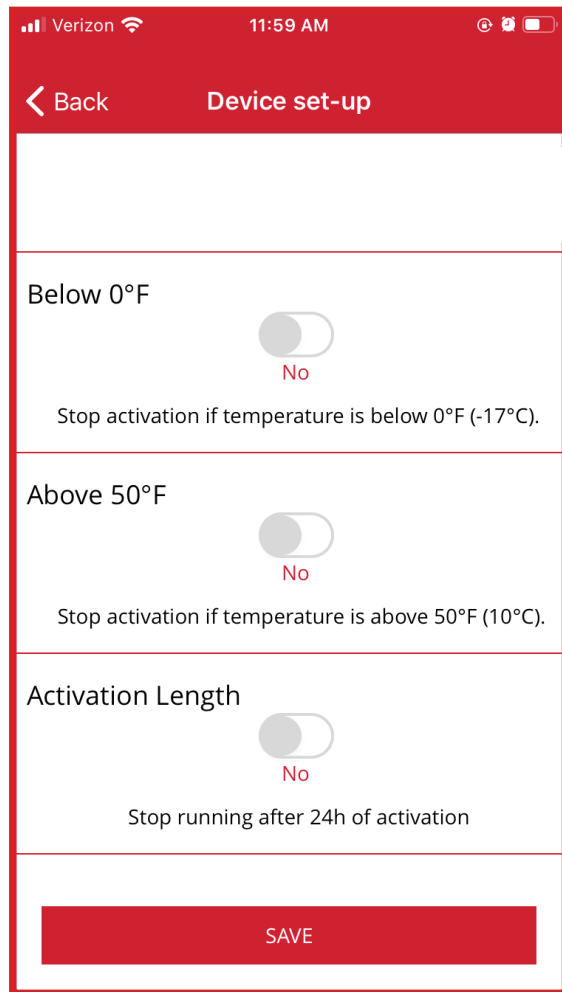 Verizon 11:59 AM
Back Device set-up
Below 0°F
No
Stop activation if temperature is below 0°F (-17°C).
Above 50°F
No
Stop activation if temperature is above 50°F (10°C).
Activation Length
No
Stop running after 24h of activation
SAVE